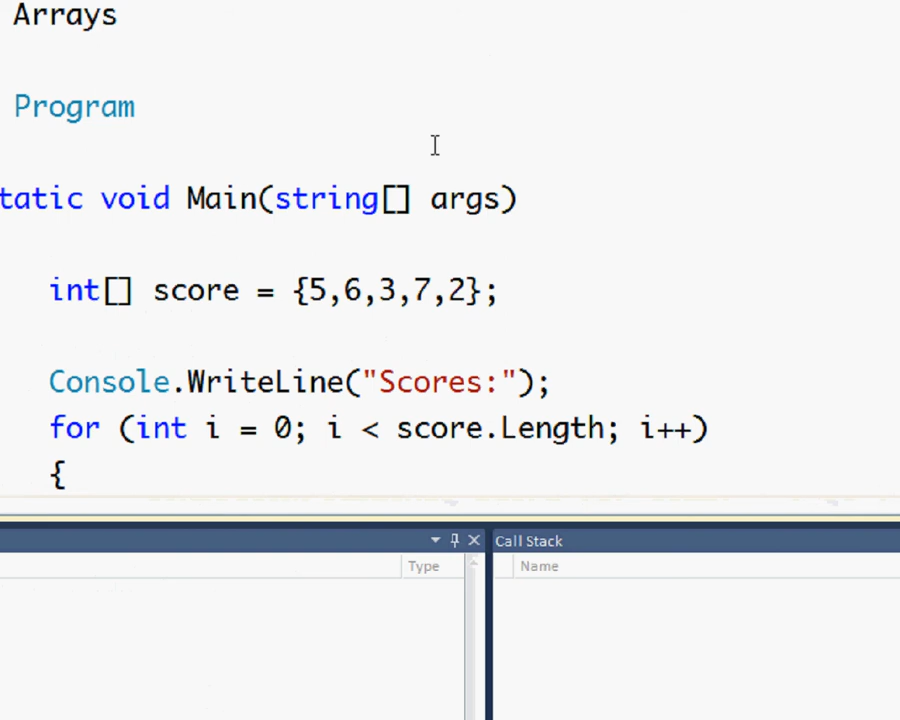 Arrays
Program
tatic void Main(string[] args)
int[] score = {5,6,3,7,2};
Console.WriteLine("Scores:");
for (int i = 0; i < score.Length; i++)
{
Call Stack
Type
Name